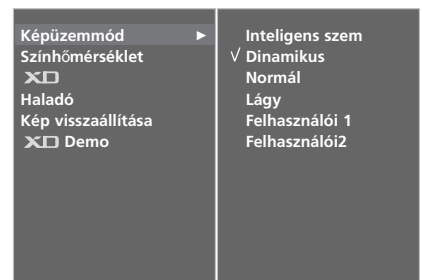 Képüzemmód ►
Színhőmérséklet
XD
Haladó
Kép visszaállítása
XD Demo
Inteligens szem
√ Dinamikus
Normál
Lágy
Felhasználói 1
Felhasználói2